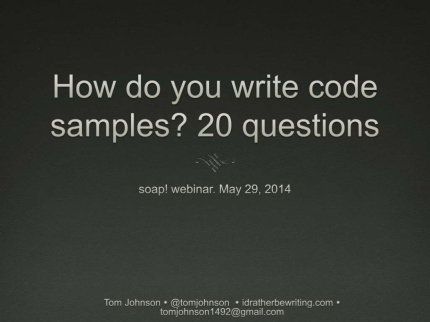 How do you write code
samples? 20 questions
soap! webinar. May 29, 2014
Tom Johnson • @tomjohnson • idratherbewriting.com •
tomjohnson1492@gmail.com